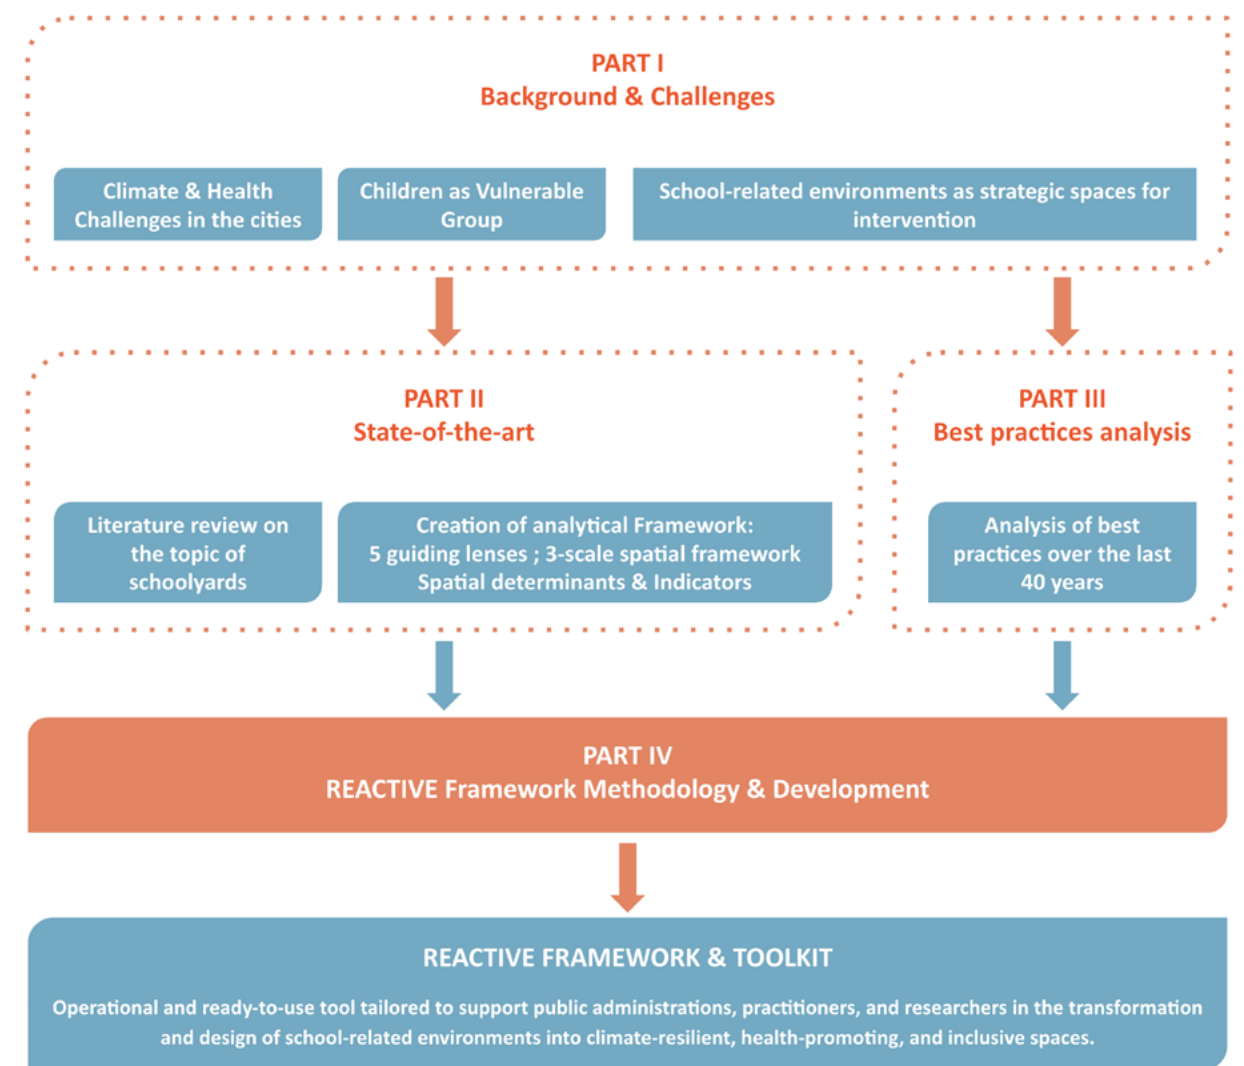 PART I
Background & Challenges
Climate & Health
Challenges in the cities
Children as Vulnerable
Group
School-related environments as strategic spaces for
intervention
PART II
State-of-the-art
Literature review on
the topic of
schoolyards
Creation of analytical Framework:
5 guiding lenses ; 3-scale spatial framework
Spatial determinants & Indicators
PART III
Best practices analysis
Analysis of best
practices over the last
40 years
PART IV
REACTIVE Framework Methodology & Development
REACTIVE FRAMEWORK & TOOLKIT
Operational and ready-to-use tool tailored to support public administrations, practitioners, and researchers in the transformation
and design of school-related environments into climate-resilient, health-promoting, and inclusive spaces.